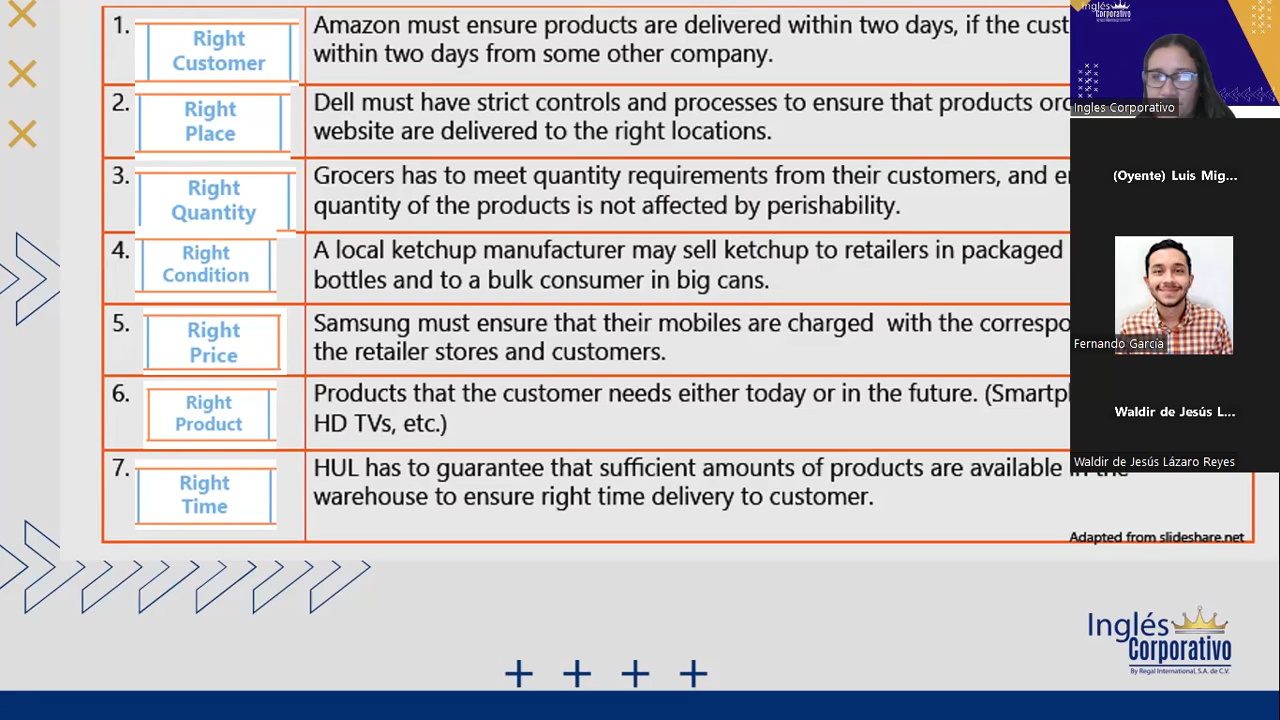 1.
Right
Customer
Amazon must ensure products are delivered within two days, if the cust
within two days from some other company.
2.
Right
Place
Dell must have strict controls and processes to ensure that products
website are delivered to the right locations.
3.
Right
Quantity
Grocers has to meet quantity requirements from their customers, and
quantity of the products is not affected by perishability.
4.
Right
Condition
A local ketchup manufacturer may sell ketchup to retailers in packaged
bottles and to a bulk consumer in big cans.
5.
Right
Price
Samsung must ensure that their mobiles are charged with the correspo
the retailer stores and customers.
6.
Right
Product
Products that the customer needs either today or in the future. (Smartp
HD TVs, etc.)
7.
Right
Time
HUL has to guarantee that sufficient amounts of products are available in the
warehouse to ensure right time delivery to customer.
Adapted from slideshare.net
Inglés
Corporativo
By Regal International, S.A. de C.V.
Inglés
Corporativo
Ingles Corporativo
(Oyente) Luis Mig...
Fernando García
Waldir de Jesús L...
Waldir de Jesús Lázaro Reyes